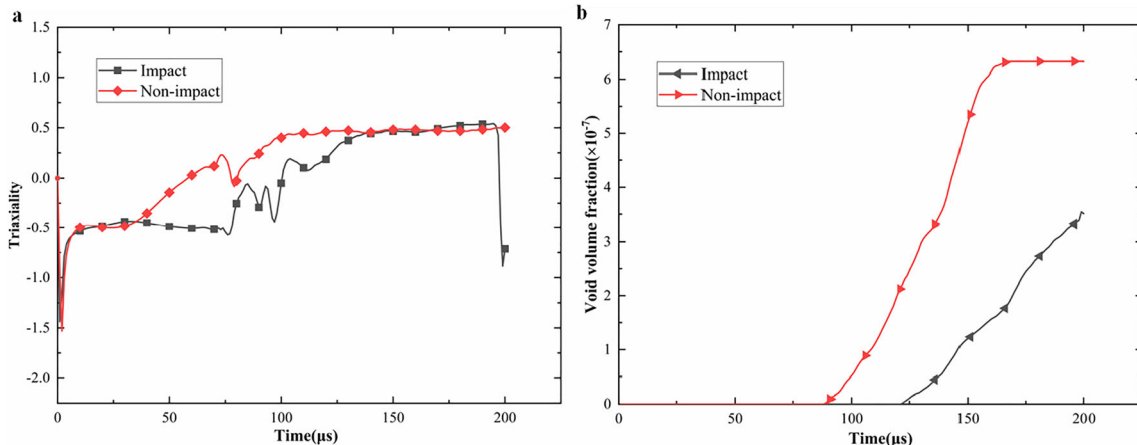 a
1.5
1.0
0.5
0.0
-0.5
-1.0
-1.5
-2.0
Triaxiality
Impact
Non-impact
0
50
100
150
200
Time(μs)
b
7
6
5
4
3
2
1
0
Void volume fraction(×10⁻⁷)
Impact
Non-impact
0
50
100
150
200
Time(μs)